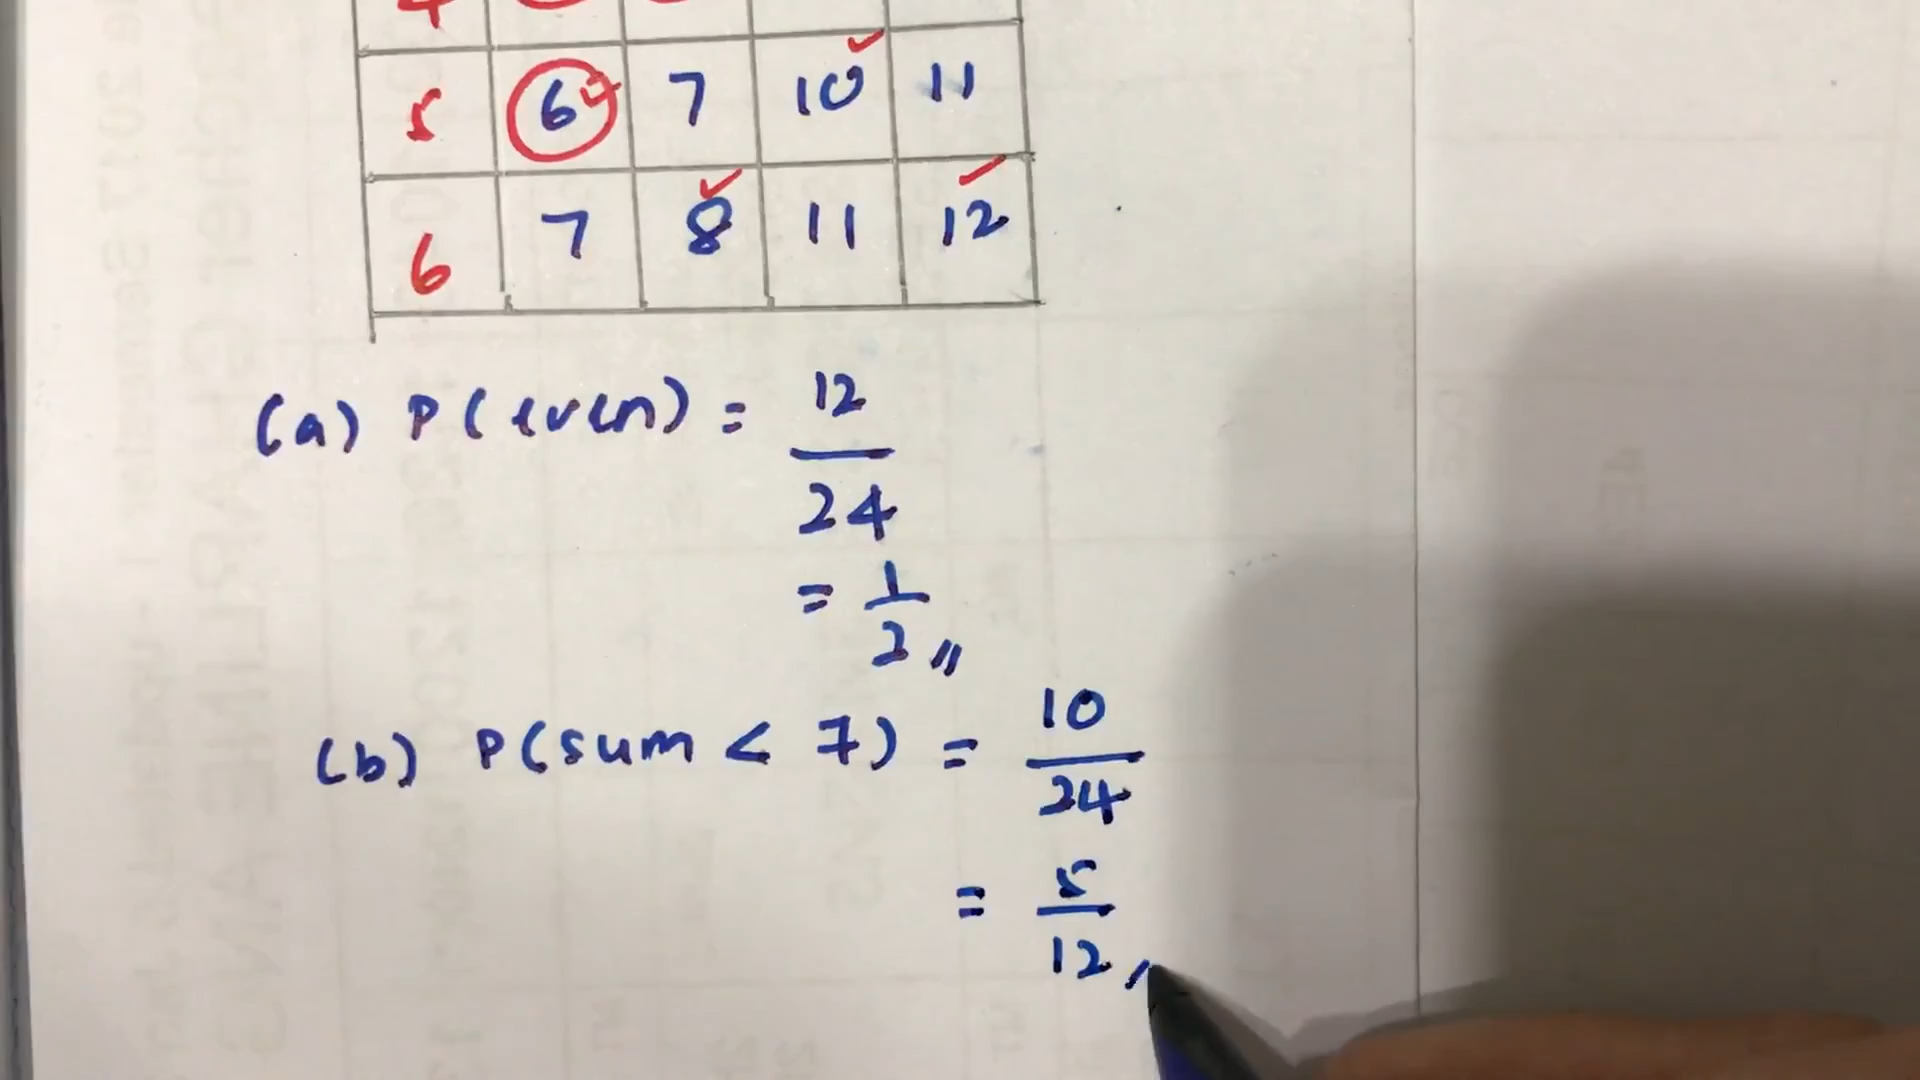 4
5 6 7 10 11
6 7 8 11 12
(a) P(even) = 12/24
= 1/2
(b) P(sum < 7) = 10/24
= 5/12